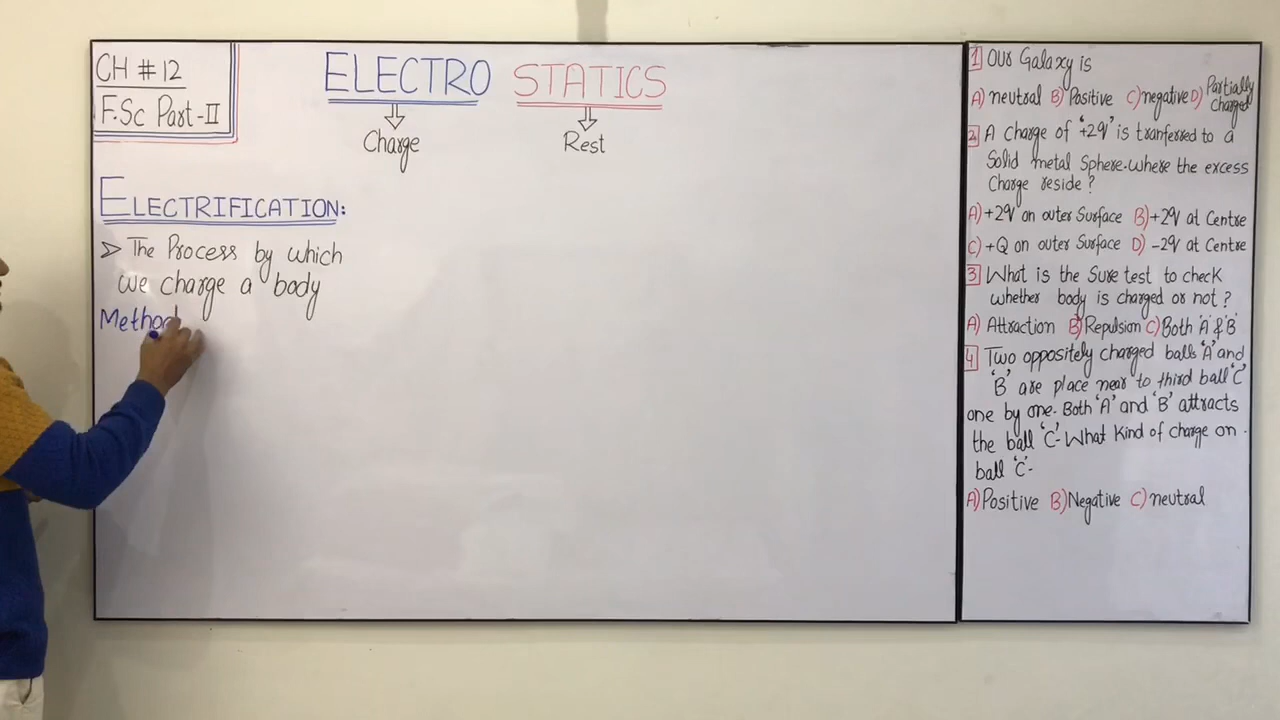 CH # 12
F.Sc Part-II
ELECTRO STATICS
Charge
Rest
ELECTRIFICATION:
➢ The Process by which
we charge a body
Method
1 Our Galaxy is
A) neutral B) Positive C) negative D) Partially charged
2 A charge of '+2q' is tranferred to a
Solid metal Sphere. Where the excess
Charge reside?
A) +2q on outer Surface B) +2q at Centre
C) +Q on outer Surface D) -2q at Centre
3 What is the Sure test to check
whether body is charged or not?
A) Attraction B) Repulsion C) Both 'A' & 'B'
4 Two oppositely charged balls 'A' and
'B' are place near to third ball 'C'
one by one. Both 'A' and 'B' attracts
the ball 'C'- What Kind of charge on
ball 'C'-
A) Positive B) Negative C) neutral